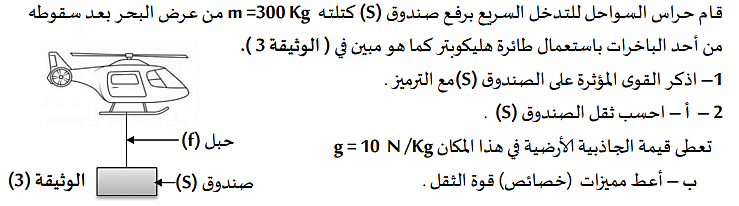 قام حراس السواحل للتدخل السريع برفع صندوق (S) كتلته m =300 Kg من عرض البحر بعد سقوطه
من أحد الباخرات باستعمال طائرة هليكوبتر كما هو مبين في ( الوثيقة 3 ).
1– اذكر القوى المؤثرة على الصندوق (S)مع الترميز .
2 – أ – احسب ثقل الصندوق (S) .
تعطى قيمة الجاذبية الأرضية في هذا المكان g = 10 N /Kg
ب – أعط مميزات (خصائص) قوة الثقل .
حبل (f)
صندوق (S)
الوثيقة (3)